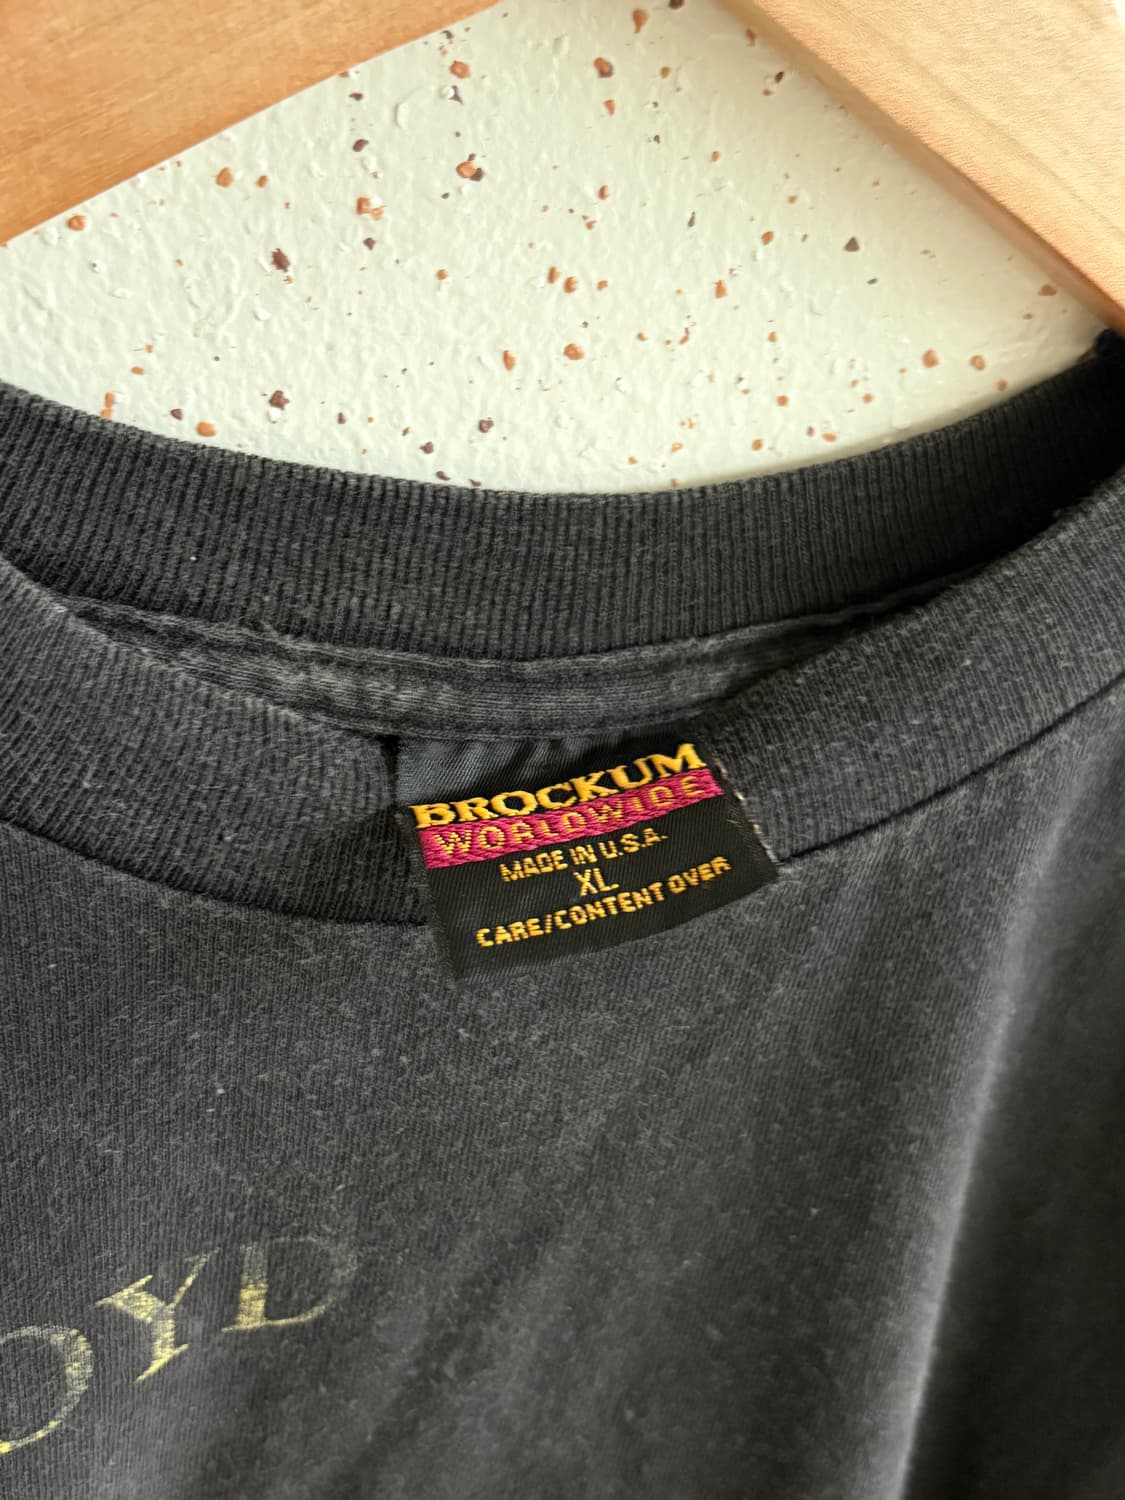 BROCKUM
WORLDWIDE
MADE IN U.S.A.
XL
CARE/CONTENT OVER
OYD